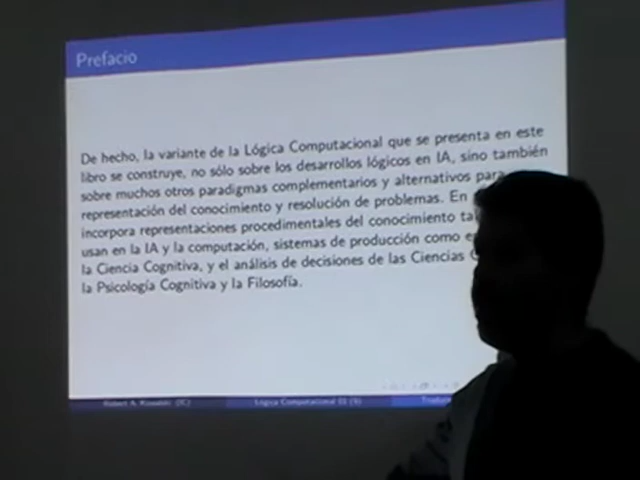 Prefacio
De hecho, la variante de la Lógica Computacional que se presenta en este
libro se construye, no sólo sobre los desarrollos lógicos en IA, sino también
sobre muchos otros paradigmas complementarios y alternativos para
representación del conocimiento y resolución de problemas. En
incorpora representaciones procedimentales del conocimiento
usan en la IA y la computación, sistemas de producción como
la Ciencia Cognitiva, y el análisis de decisiones de las Ciencias
la Psicología Cognitiva y la Filosofía.
Robert A. Kowalski (IC) Lógica Computacional